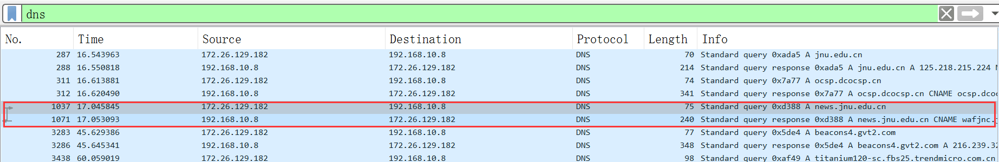 dns
No. Time Source Destination Protocol Length Info
287 16.543963 172.26.129.182 192.168.10.8 DNS 70 Standard query 0xada5 A jnu.edu.cn
288 16.550818 192.168.10.8 172.26.129.182 DNS 214 Standard query response 0xada5 A jnu.edu.cn A 125.218.215.224
311 16.613881 172.26.129.182 192.168.10.8 DNS 74 Standard query 0x7a77 A ocsp.dcocsp.cn
312 16.620490 192.168.10.8 172.26.129.182 DNS 341 Standard query response 0x7a77 A ocsp.dcocsp.cn CNAME ocsp.dco
1037 17.045845 172.26.129.182 192.168.10.8 DNS 75 Standard query 0xd388 A news.jnu.edu.cn
1071 17.053093 192.168.10.8 172.26.129.182 DNS 240 Standard query response 0xd388 A news.jnu.edu.cn CNAME wafjnc.
3283 45.629386 172.26.129.182 192.168.10.8 DNS 77 Standard query 0x5de4 A beacons4.gvt2.com
3286 45.645341 192.168.10.8 172.26.129.182 DNS 348 Standard query response 0x5de4 A beacons4.gvt2.com A 216.239.32
3438 60.059019 172.26.129.182 192.168.10.8 DNS 98 Standard query 0xaf49 A titanium120-sc.fbs25.trendmicro.com.cn